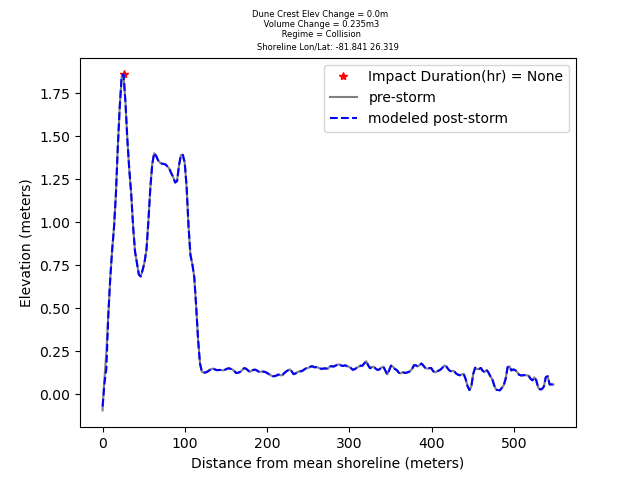 Dune Crest Elev Change = 0.0m
Volume Change = 0.235m3
Regime = Collision
Shoreline Lon/Lat: -81.841 26.319
Impact Duration(hr) = None
pre-storm
modeled post-storm
Elevation (meters)
1.75
1.50
1.25
1.00
0.75
0.50
0.25
0.00
0 100 200 300 400 500
Distance from mean shoreline (meters)